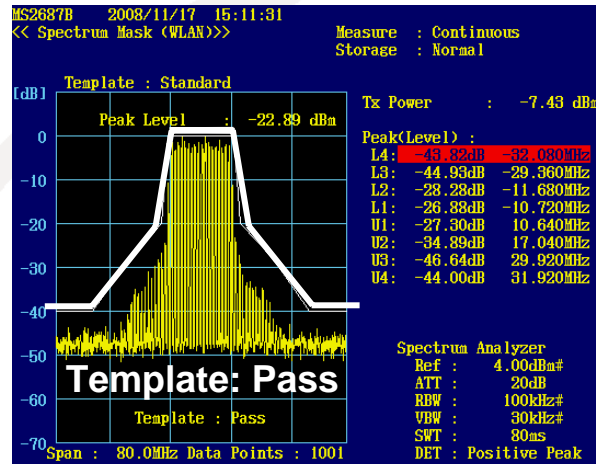 MS2687B 2008/11/17 15:11:31
<< Spectrum Mask (WLAN)>>
Measure : Continuous
Storage : Normal
Template : Standard
[dB]
Peak Level : -22.89 dBm
0
-10
-20
-30
-40
-50
-60
-70
Template: Pass
Template : Pass
Span : 80.0MHz Data Points : 1001
Tx Power : -7.43 dBm
Peak(Level) :
L4: -43.82dB -32.080MHz
L3: -44.93dB -29.360MHz
L2: -28.28dB -11.680MHz
L1: -26.88dB -10.720MHz
U1: -27.30dB 10.640MHz
U2: -34.89dB 17.040MHz
U3: -46.64dB 29.920MHz
U4: -44.00dB 31.920MHz
Spectrum Analyzer
Ref : 4.00dBm#
ATT : 20dB
RBW : 100kHz#
VBW : 30kHz#
SWT : 80ms
DET : Positive Peak